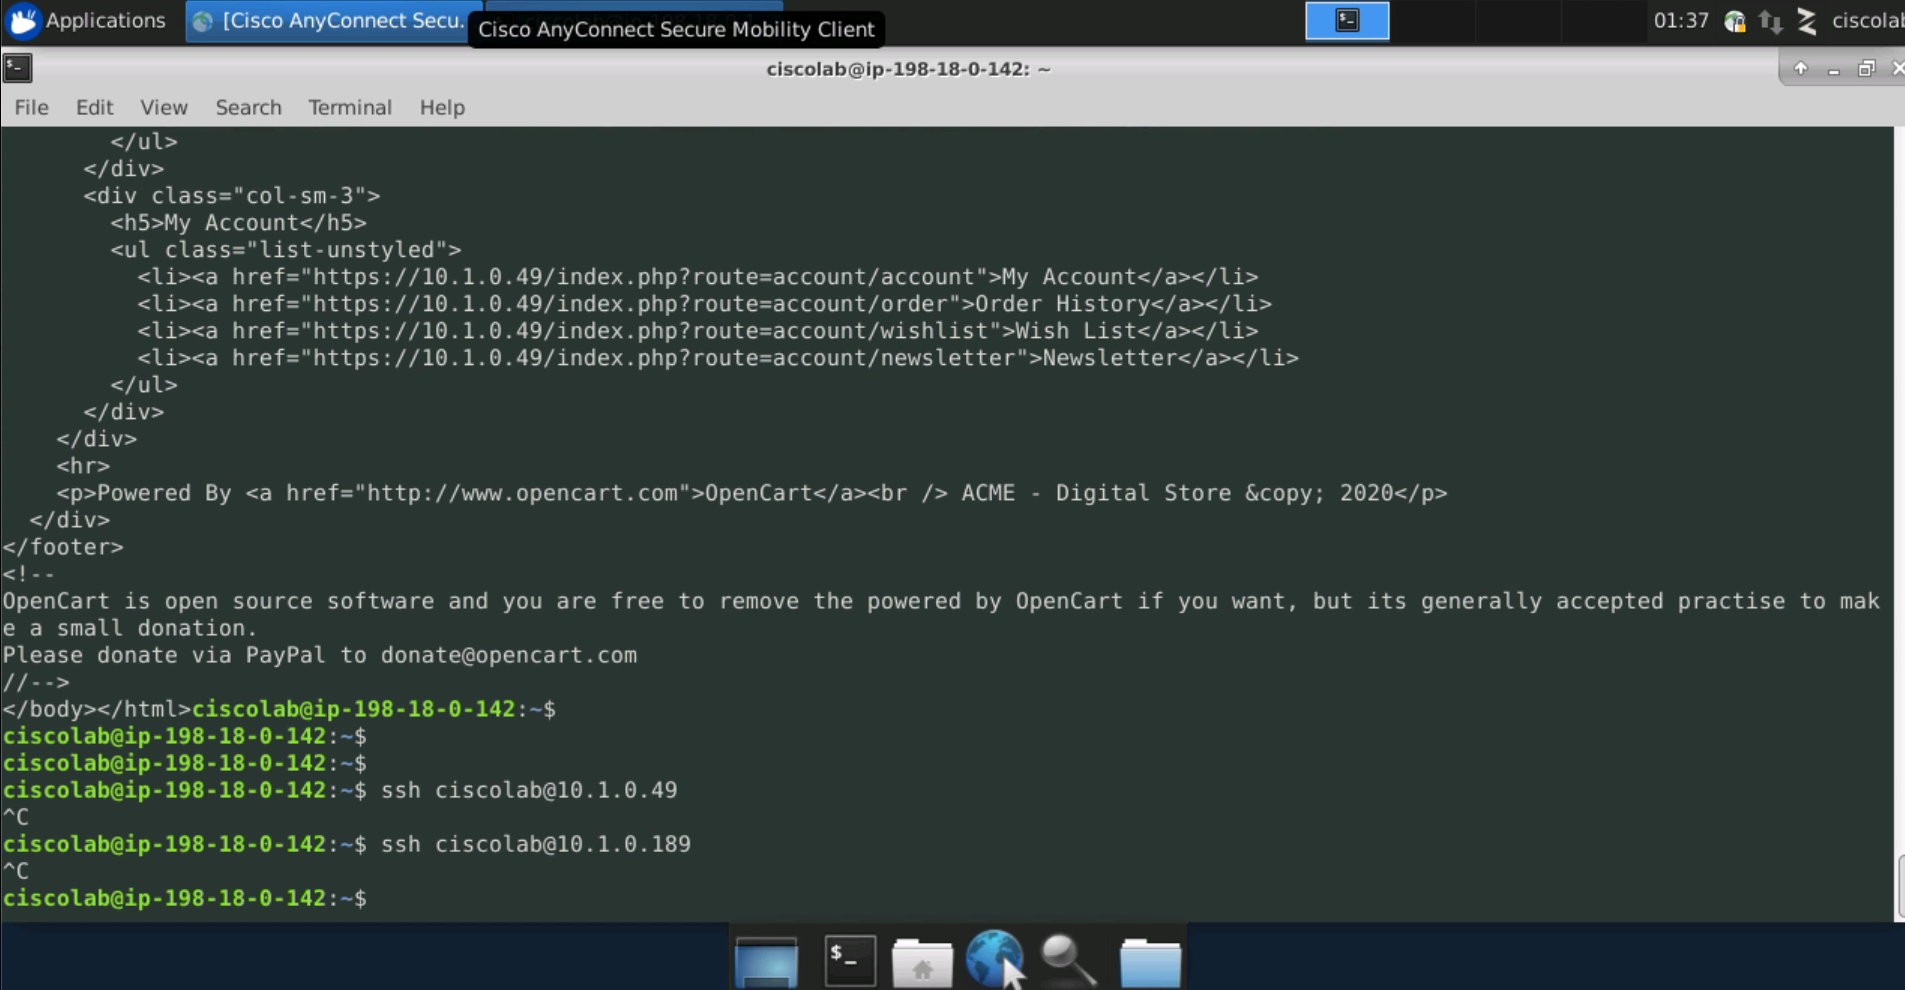 Applications
[Cisco AnyConnect Secu.
Cisco AnyConnect Secure Mobility Client
01:37
ciscolab
ciscolab@ip-198-18-0-142: ~
File Edit View Search Terminal Help
</ul>
</div>
<div class="col-sm-3">
<h5>My Account</h5>
<ul class="list-unstyled">
<li><a href="https://10.1.0.49/index.php?route=account/account">My Account</a></li>
<li><a href="https://10.1.0.49/index.php?route=account/order">Order History</a></li>
<li><a href="https://10.1.0.49/index.php?route=account/wishlist">Wish List</a></li>
<li><a href="https://10.1.0.49/index.php?route=account/newsletter">Newsletter</a></li>
</ul>
</div>
</div>
<hr>
<p>Powered By <a href="http://www.opencart.com">OpenCart</a><br /> ACME - Digital Store &copy; 2020</p>
</div>
</footer>
<!--
OpenCart is open source software and you are free to remove the powered by OpenCart if you want, but its generally accepted practise to mak
e a small donation.
Please donate via PayPal to donate@opencart.com
//-->
</body></html>ciscolab@ip-198-18-0-142:~$
ciscolab@ip-198-18-0-142:~$
ciscolab@ip-198-18-0-142:~$
ciscolab@ip-198-18-0-142:~$ ssh ciscolab@10.1.0.49
^C
ciscolab@ip-198-18-0-142:~$ ssh ciscolab@10.1.0.189
^C
ciscolab@ip-198-18-0-142:~$
$_